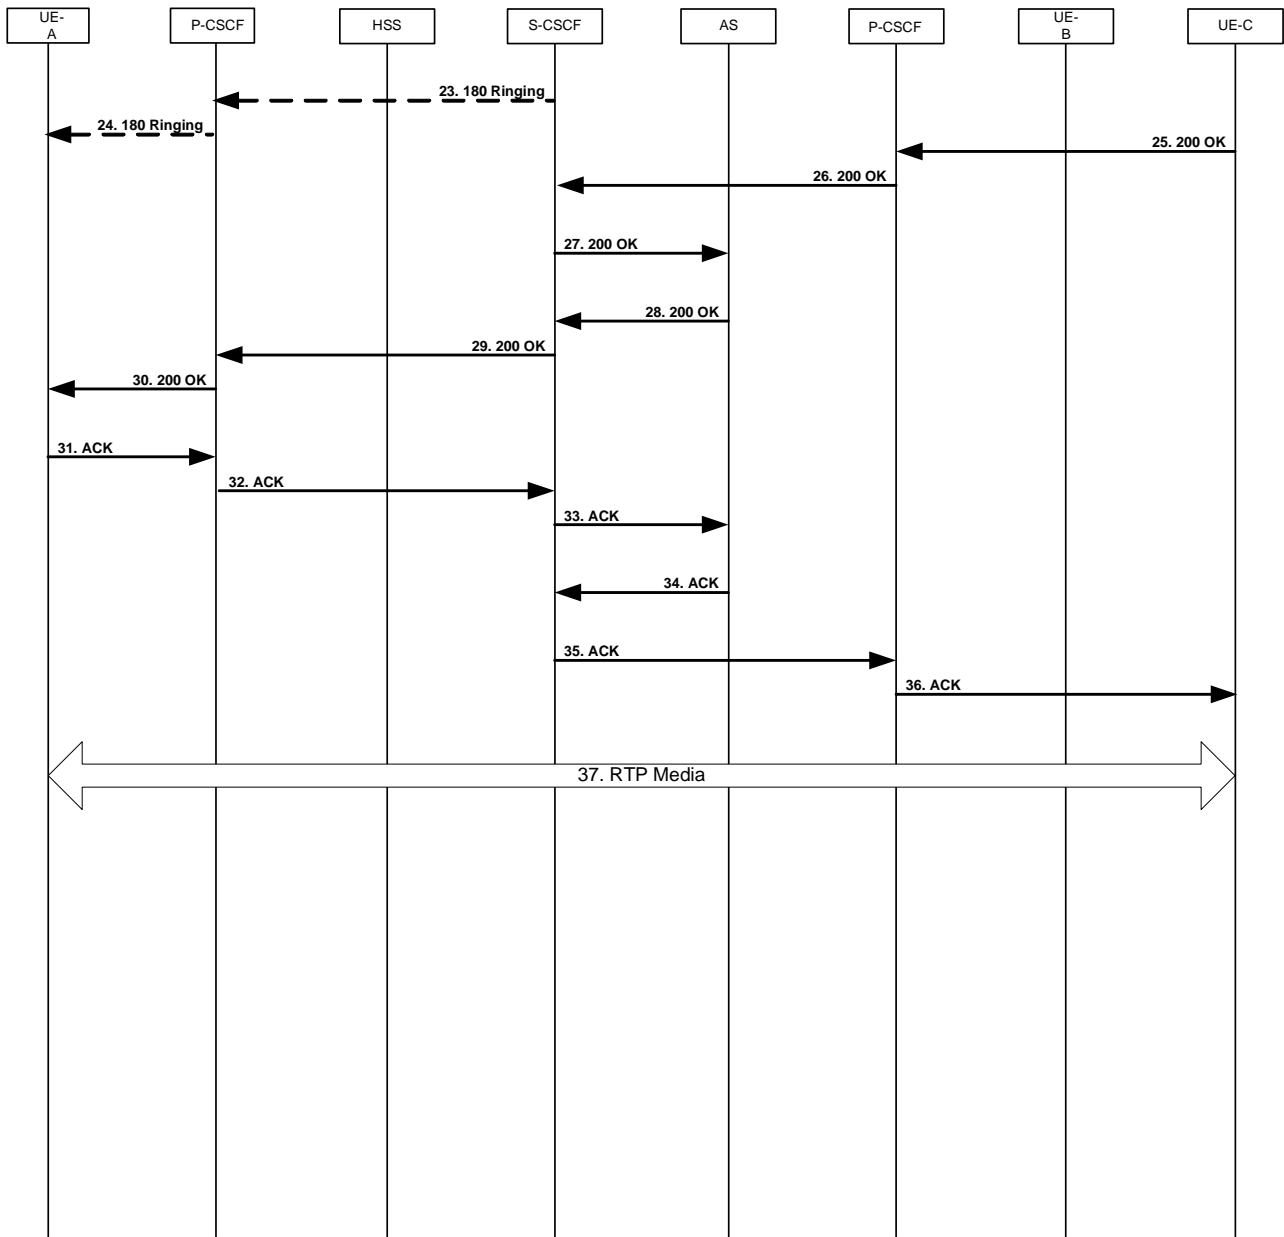 UE-
A
P-CSCF
HSS
S-CSCF
AS
P-CSCF
UE-
B
UE-C
23. 180 Ringing
24. 180 Ringing
25. 200 OK
26. 200 OK
27. 200 OK
28. 200 OK
29. 200 OK
30. 200 OK
31. ACK
32. ACK
33. ACK
34. ACK
35. ACK
36. ACK
37. RTP Media